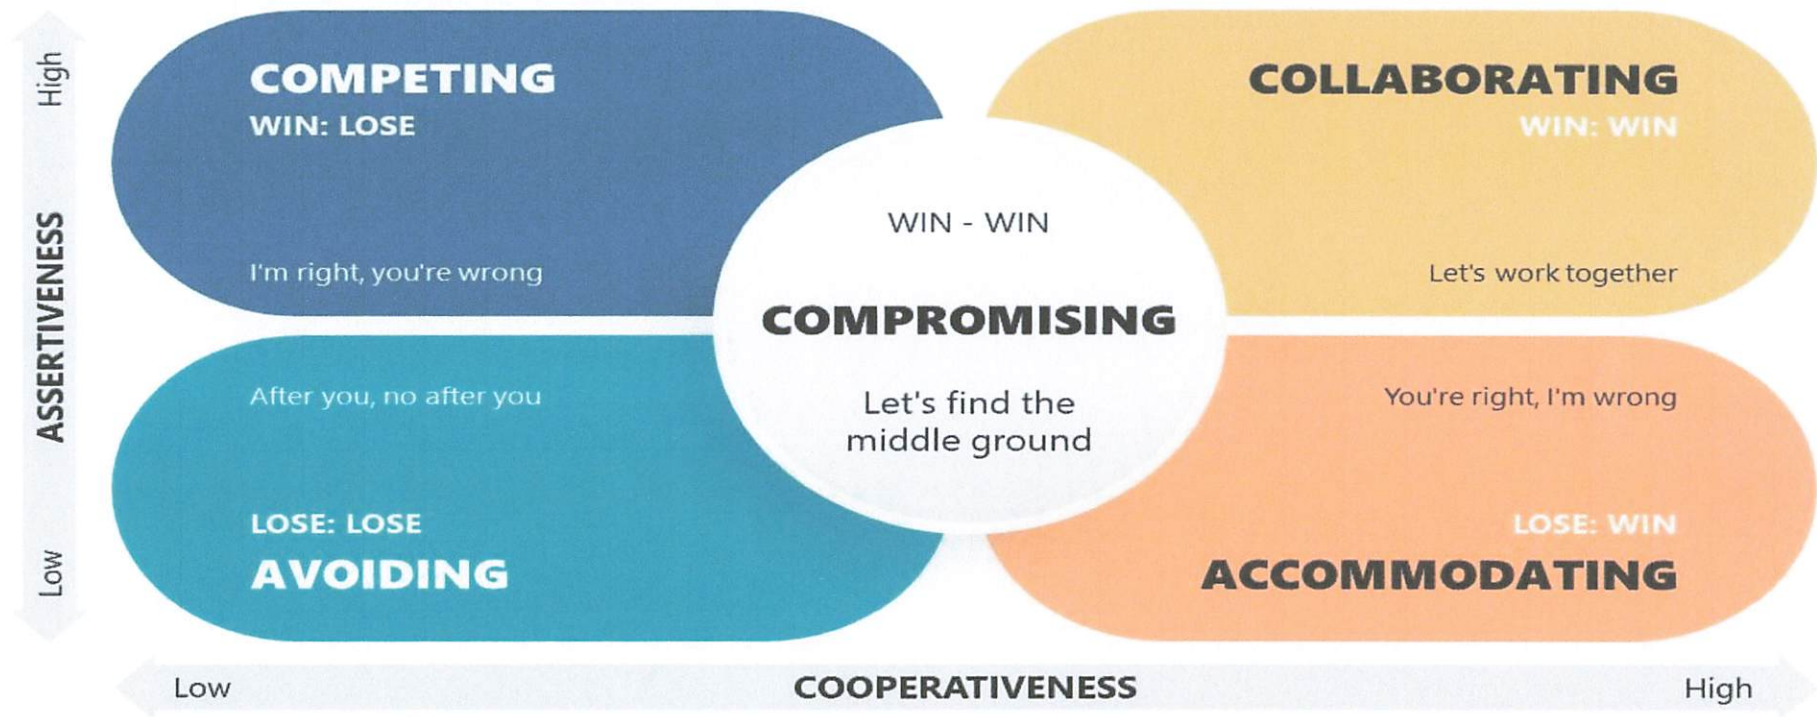 High
ASSERTIVENESS
Low
COMPETING
WIN: LOSE
I'm right, you're wrong
COLLABORATING
WIN: WIN
Let's work together
WIN - WIN
COMPROMISING
Let's find the
middle ground
After you, no after you
LOSE: LOSE
AVOIDING
You're right, I'm wrong
LOSE: WIN
ACCOMMODATING
Low
COOPERATIVENESS
High